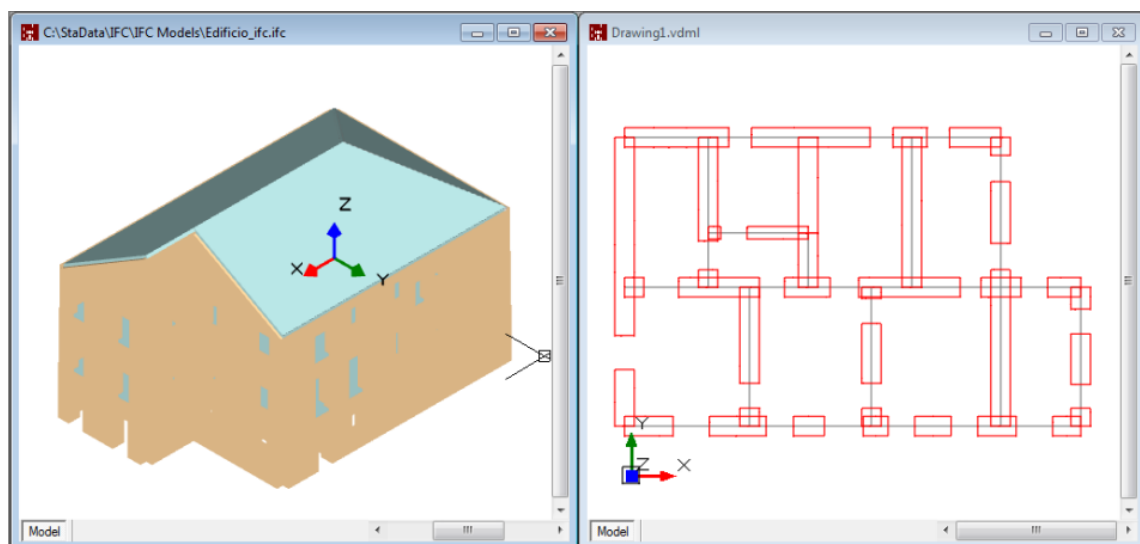 C:\StaData\IFC\IFC Models\Edificio_ifc.ifc
Z
X
Y
Model
Drawing1.vdml
Y
Z
X
Model